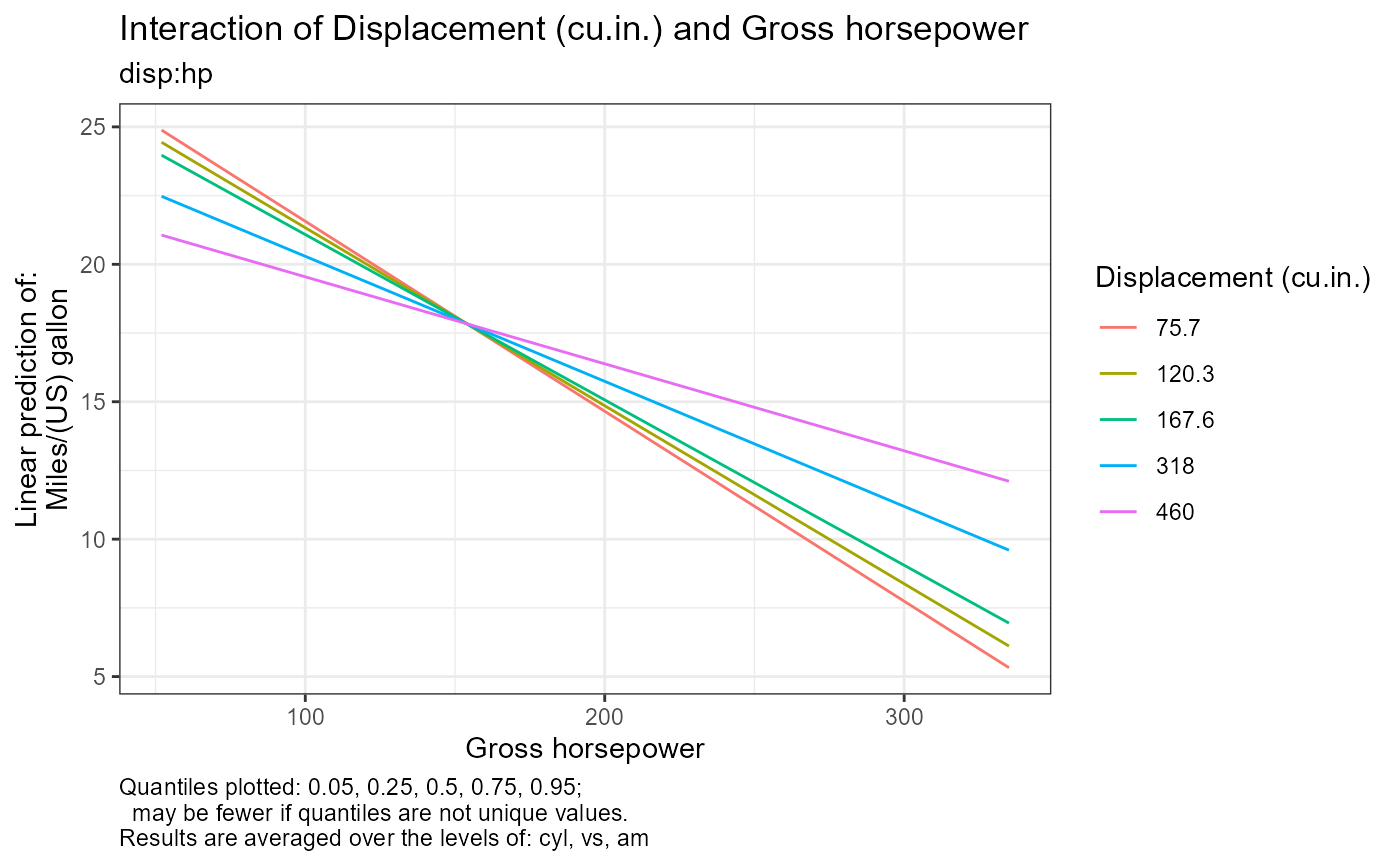 Interaction of Displacement (cu.in.) and Gross horsepower
disp:hp
Linear prediction of:
Miles/(US) gallon
25
20
15
10
5
100
200
300
Gross horsepower
Displacement (cu.in.)
75.7
120.3
167.6
318
460
Quantiles plotted: 0.05, 0.25, 0.5, 0.75, 0.95;
may be fewer if quantiles are not unique values.
Results are averaged over the levels of: cyl, vs, am